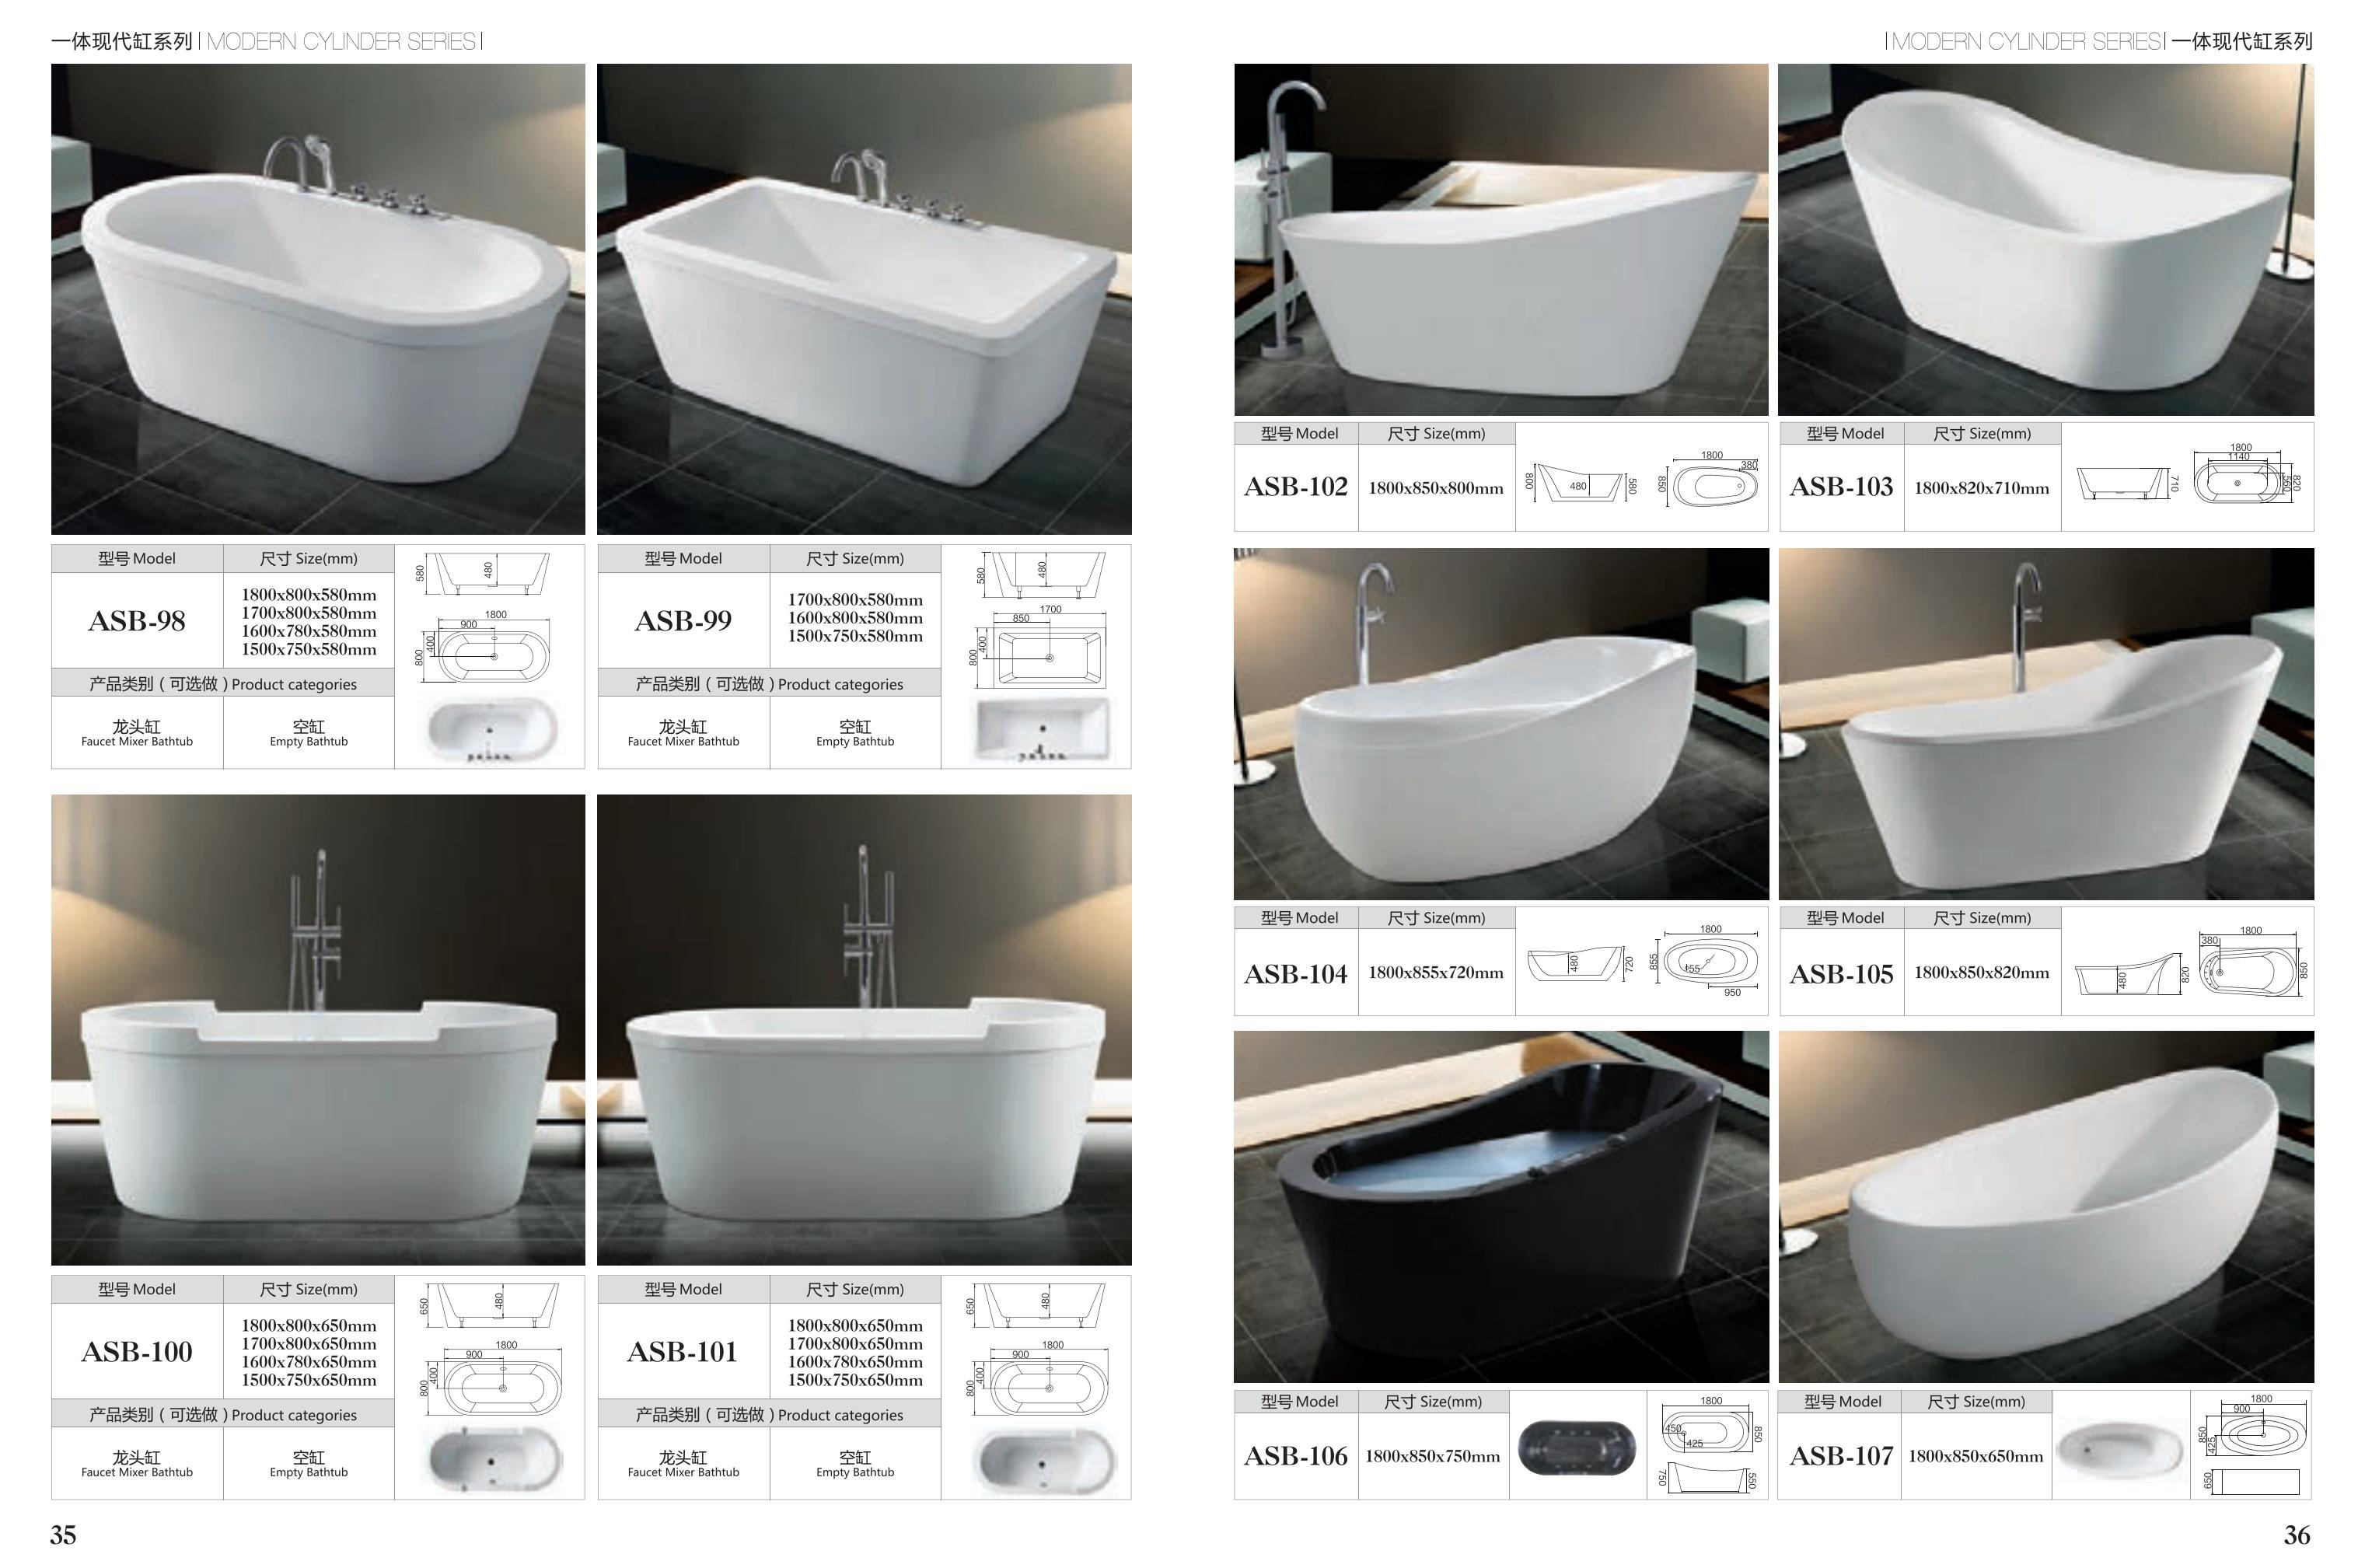 一体现代缸系列 | MODERN CYLINDER SERIES |
型号 Model
尺寸 Size(mm)
ASB-98
1800x800x580mm
1700x800x580mm
1600x780x580mm
1500x750x580mm
产品类别（可选做）Product categories
龙头缸
Faucet Mixer Bathtub
空缸
Empty Bathtub
580
480
1800
900
400
800
型号 Model
尺寸 Size(mm)
ASB-99
1700x800x580mm
1600x800x580mm
1500x750x580mm
产品类别（可选做）Product categories
龙头缸
Faucet Mixer Bathtub
空缸
Empty Bathtub
580
480
1700
850
400
800
型号 Model
尺寸 Size(mm)
ASB-100
1800x800x650mm
1700x800x650mm
1600x780x650mm
1500x750x650mm
产品类别（可选做）Product categories
龙头缸
Faucet Mixer Bathtub
空缸
Empty Bathtub
650
480
1800
900
400
800
型号 Model
尺寸 Size(mm)
ASB-101
1800x800x650mm
1700x800x650mm
1600x780x650mm
1500x750x650mm
产品类别（可选做）Product categories
龙头缸
Faucet Mixer Bathtub
空缸
Empty Bathtub
650
480
1800
900
400
800
35
| MODERN CYLINDER SERIES | 一体现代缸系列
型号 Model
尺寸 Size(mm)
ASB-102
1800x850x800mm
800
480
580
1800
380
850
型号 Model
尺寸 Size(mm)
ASB-103
1800x820x710mm
710
1800
1140
560
820
型号 Model
尺寸 Size(mm)
ASB-104
1800x855x720mm
480
720
1800
855
155
950
型号 Model
尺寸 Size(mm)
ASB-105
1800x850x820mm
480
820
1800
380
850
型号 Model
尺寸 Size(mm)
ASB-106
1800x850x750mm
1800
450
425
850
750
550
型号 Model
尺寸 Size(mm)
ASB-107
1800x850x650mm
1800
900
850
425
650
36